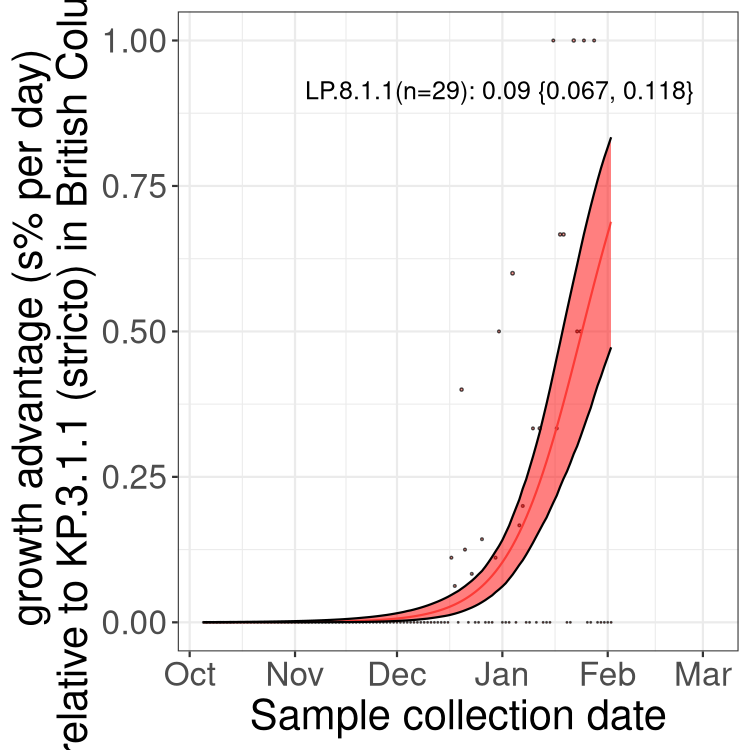 growth advantage (s% per day)
relative to KP.3.1.1 (stricto) in British Colu
1.00
0.75
0.50
0.25
0.00
LP.8.1.1(n=29): 0.09 {0.067, 0.118}
Oct Nov Dec Jan Feb Mar
Sample collection date